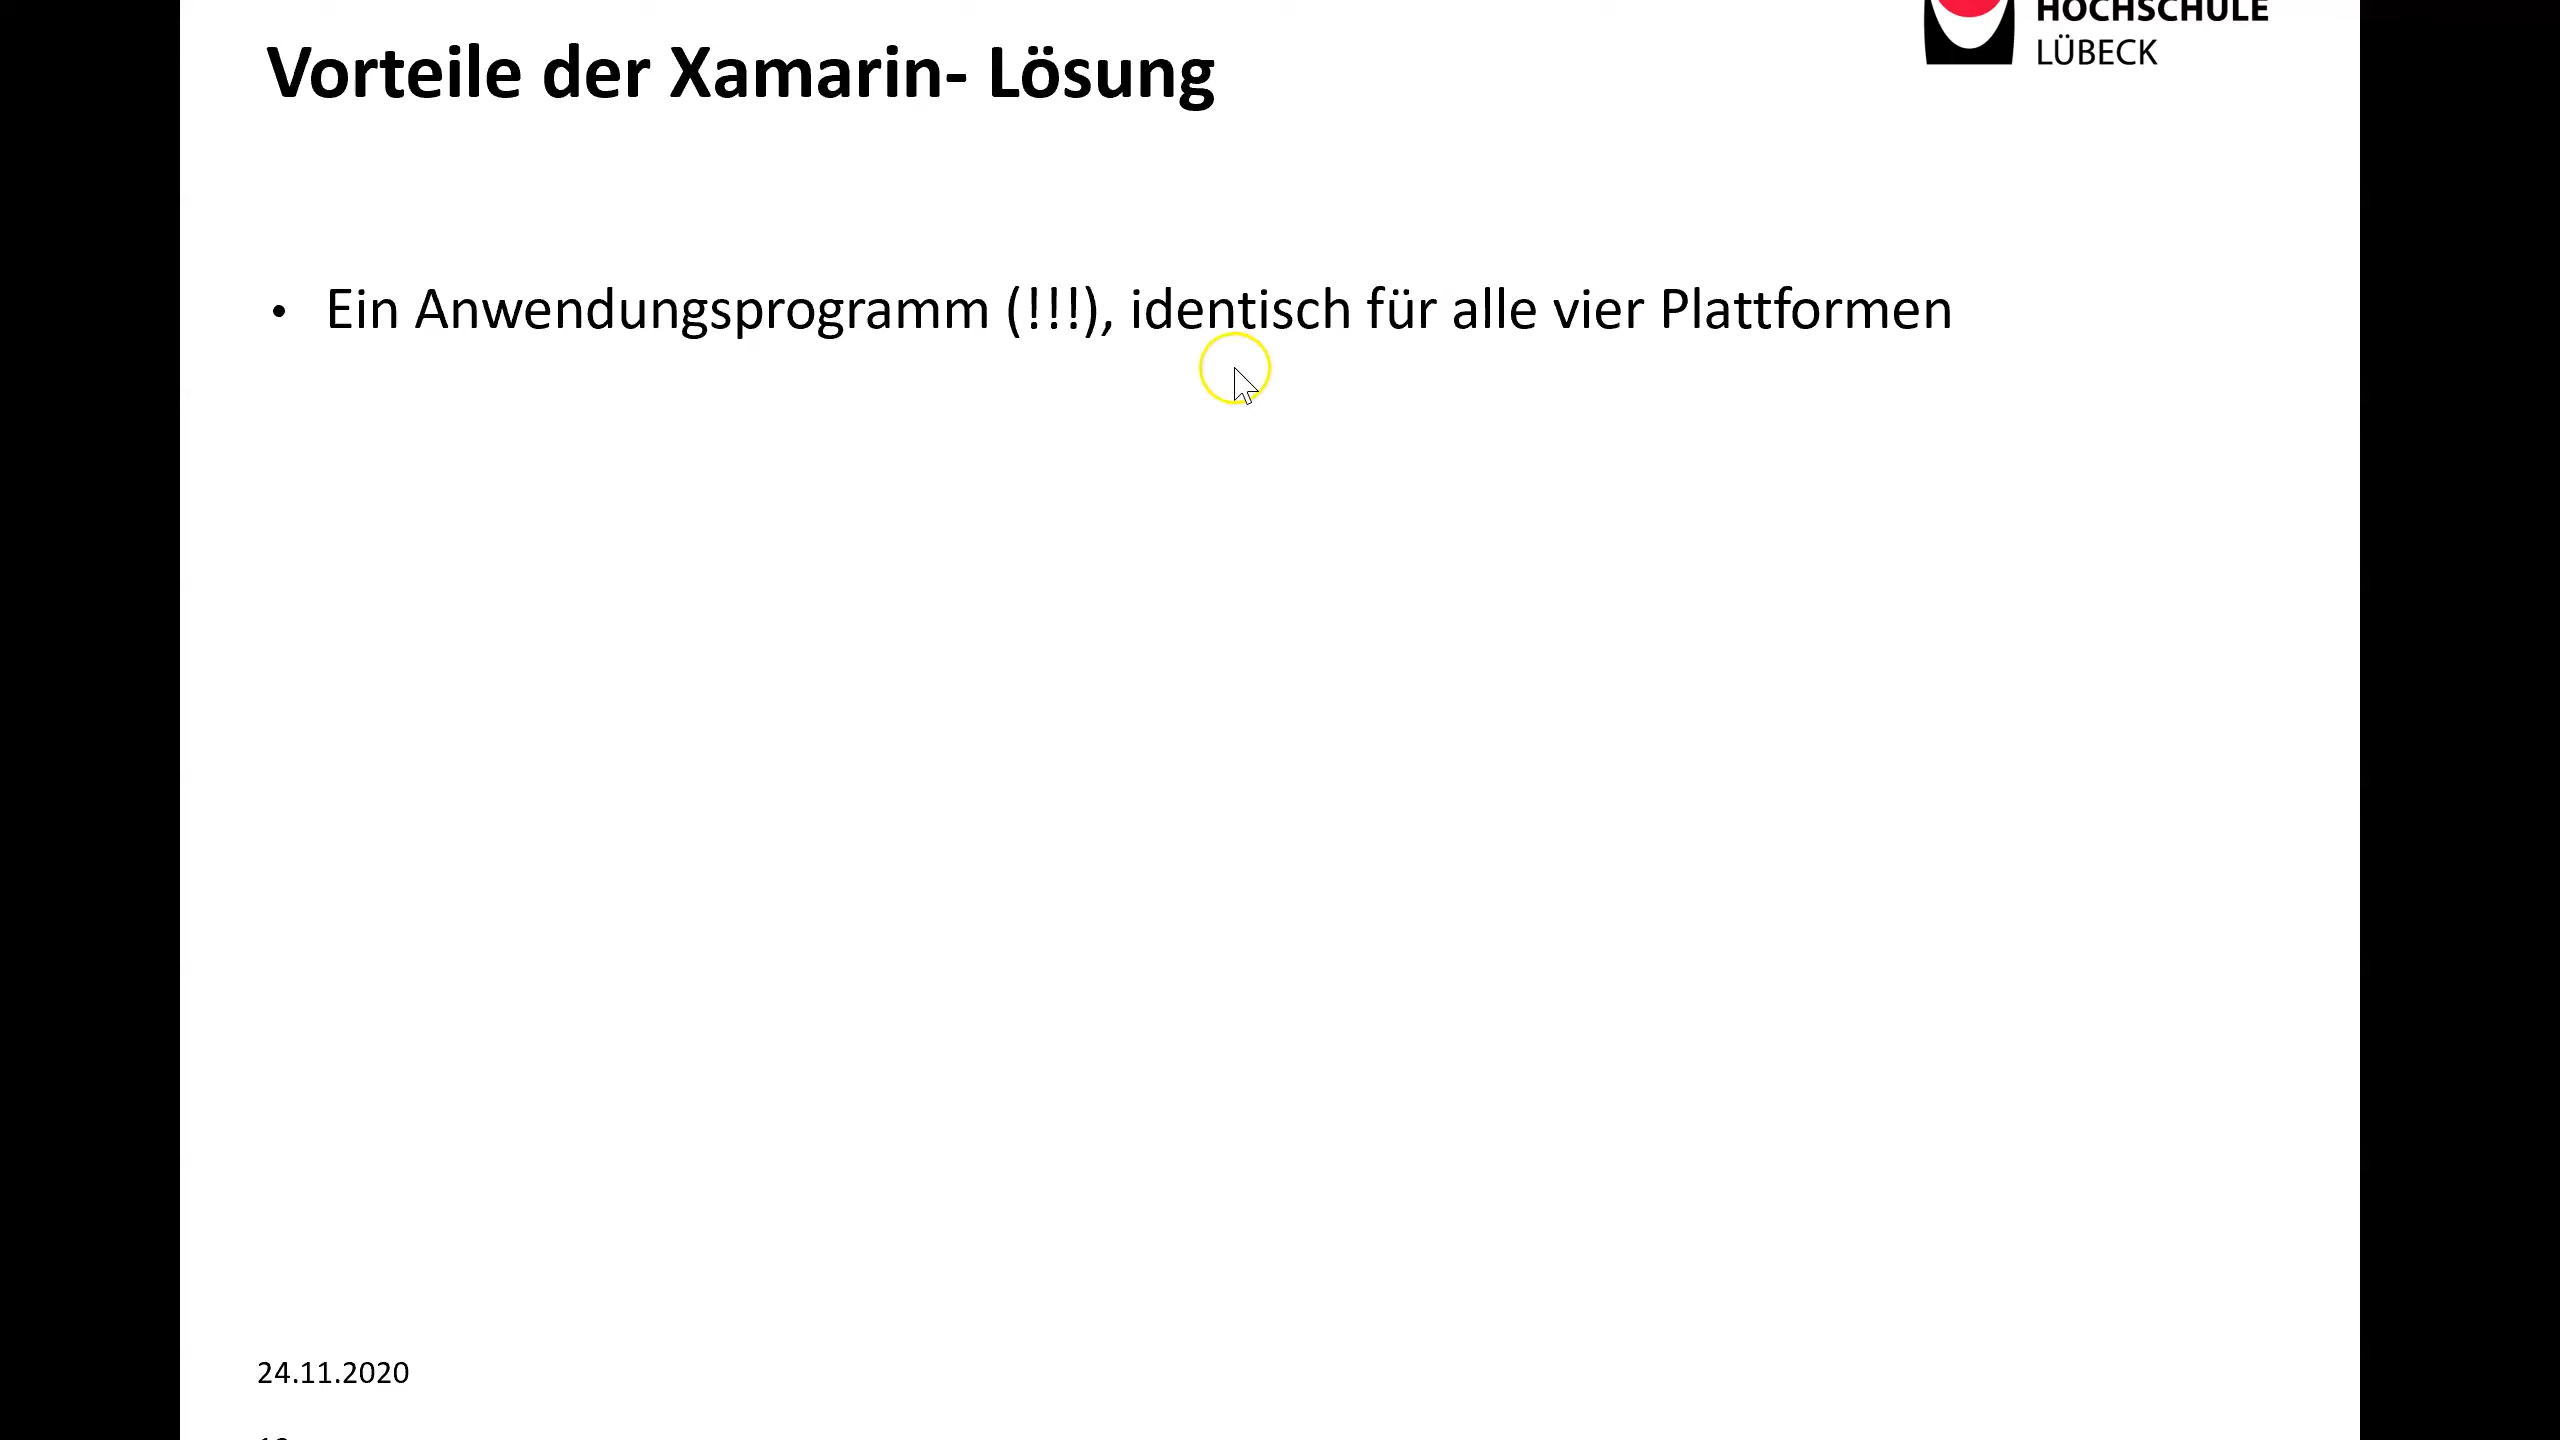 HOCHSCHULE
LÜBECK
Vorteile der Xamarin- Lösung
• Ein Anwendungsprogramm (!!!), identisch für alle vier Plattformen
24.11.2020